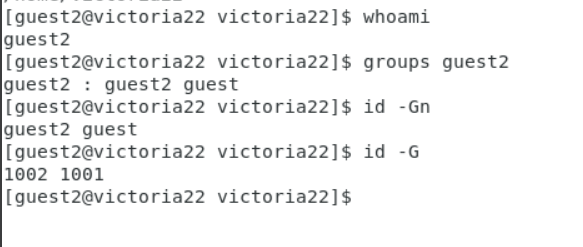 [guest2@victoria22 victoria22]$ whoami
guest2
[guest2@victoria22 victoria22]$ groups guest2
guest2 : guest2 guest
[guest2@victoria22 victoria22]$ id -Gn
guest2 guest
[guest2@victoria22 victoria22]$ id -G
1002 1001
[guest2@victoria22 victoria22]$